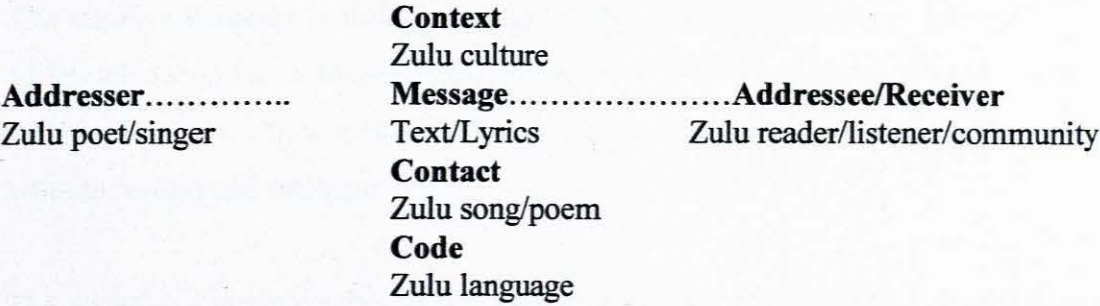 Context
Zulu culture
Addresser.............. Message......................Addressee/Receiver
Zulu poet/singer Text/Lyrics Zulu reader/listener/community
Contact
Zulu song/poem
Code
Zulu language